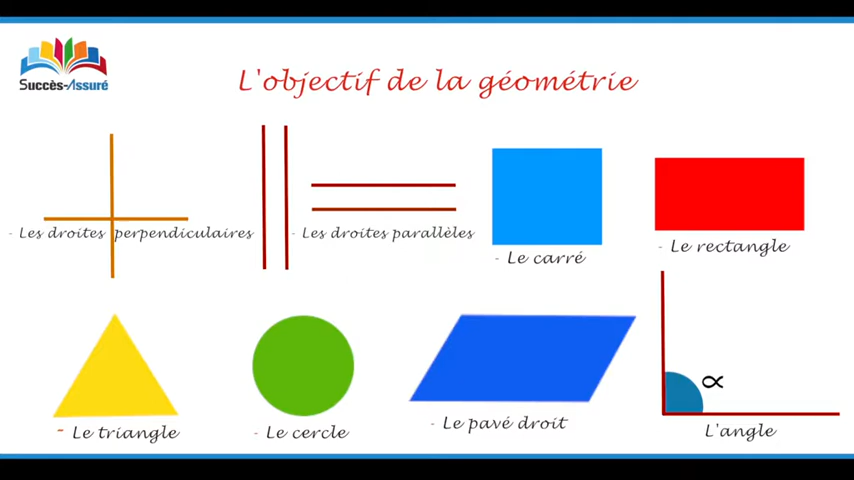 Succès-Assuré
L'objectif de la géométrie
- Les droites perpendiculaires
- Les droites parallèles
- Le carré
- Le rectangle
- Le triangle
- Le cercle
- Le pavé droit
∝
L'angle